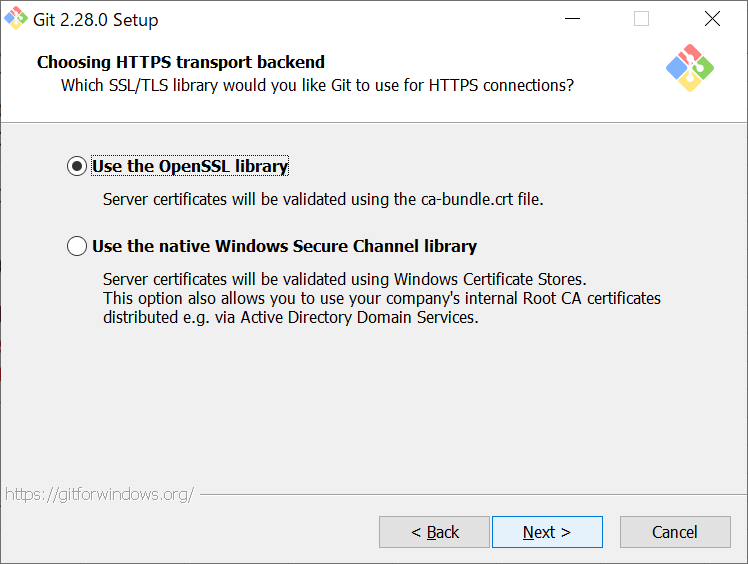 Git 2.28.0 Setup
Choosing HTTPS transport backend
Which SSL/TLS library would you like Git to use for HTTPS connections?
Use the OpenSSL library
Server certificates will be validated using the ca-bundle.crt file.
Use the native Windows Secure Channel library
Server certificates will be validated using Windows Certificate Stores.
This option also allows you to use your company's internal Root CA certificates
distributed e.g. via Active Directory Domain Services.
https://gitforwindows.org/
< Back Next > Cancel